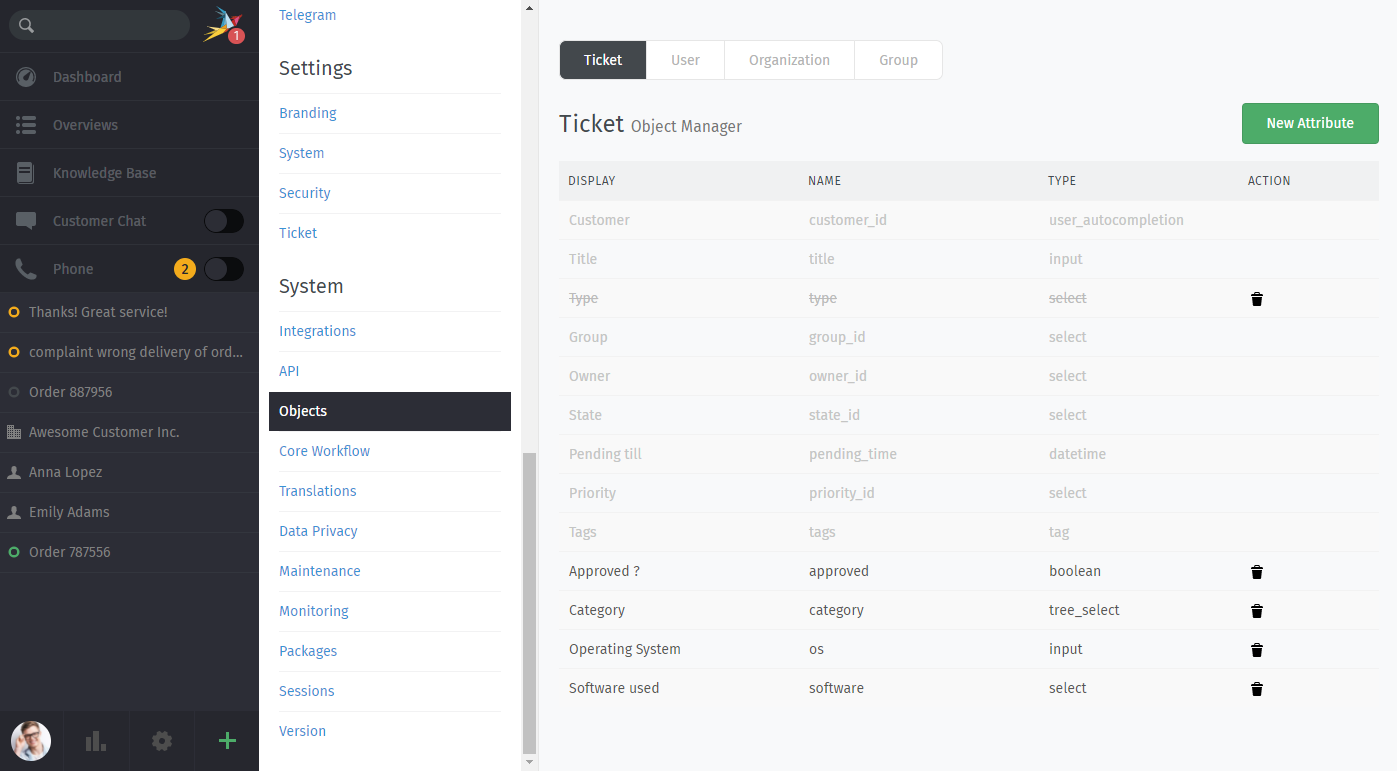 1
Dashboard
Overviews
Knowledge Base
Customer Chat
Phone 2
Thanks! Great service!
complaint wrong delivery of ord...
Order 887956
Awesome Customer Inc.
Anna Lopez
Emily Adams
Order 787556
Telegram
Settings
Branding
System
Security
Ticket
System
Integrations
API
Objects
Core Workflow
Translations
Data Privacy
Maintenance
Monitoring
Packages
Sessions
Version
Ticket User Organization Group
Ticket Object Manager
New Attribute
DISPLAY NAME TYPE ACTION
Customer customer_id user_autocompletion
Title title input
Type type select
Group group_id select
Owner owner_id select
State state_id select
Pending till pending_time datetime
Priority priority_id select
Tags tags tag
Approved ? approved boolean
Category category tree_select
Operating System os input
Software used software select